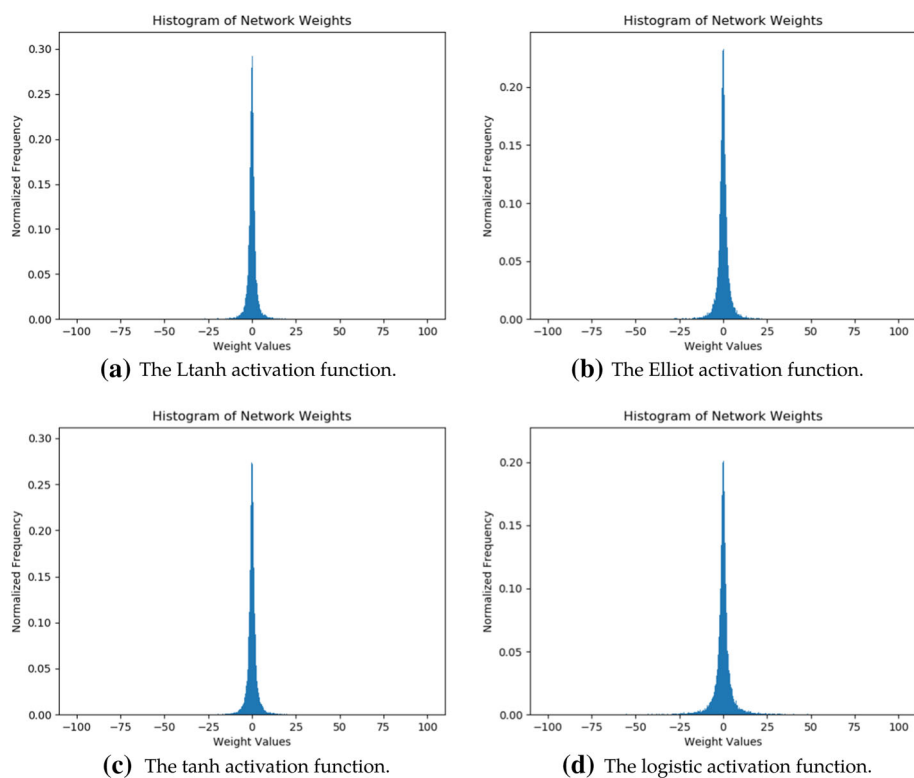 Histogram of Network Weights
0.30
0.25
0.20
0.15
0.10
0.05
0.00
Normalized Frequency
−100 −75 −50 −25 0 25 50 75 100
Weight Values
(a) The Ltanh activation function.
Histogram of Network Weights
0.20
0.15
0.10
0.05
0.00
Normalized Frequency
−100 −75 −50 −25 0 25 50 75 100
Weight Values
(b) The Elliot activation function.
Histogram of Network Weights
0.30
0.25
0.20
0.15
0.10
0.05
0.00
Normalized Frequency
−100 −75 −50 −25 0 25 50 75 100
Weight Values
(c) The tanh activation function.
Histogram of Network Weights
0.20
0.15
0.10
0.05
0.00
Normalized Frequency
−100 −75 −50 −25 0 25 50 75 100
Weight Values
(d) The logistic activation function.